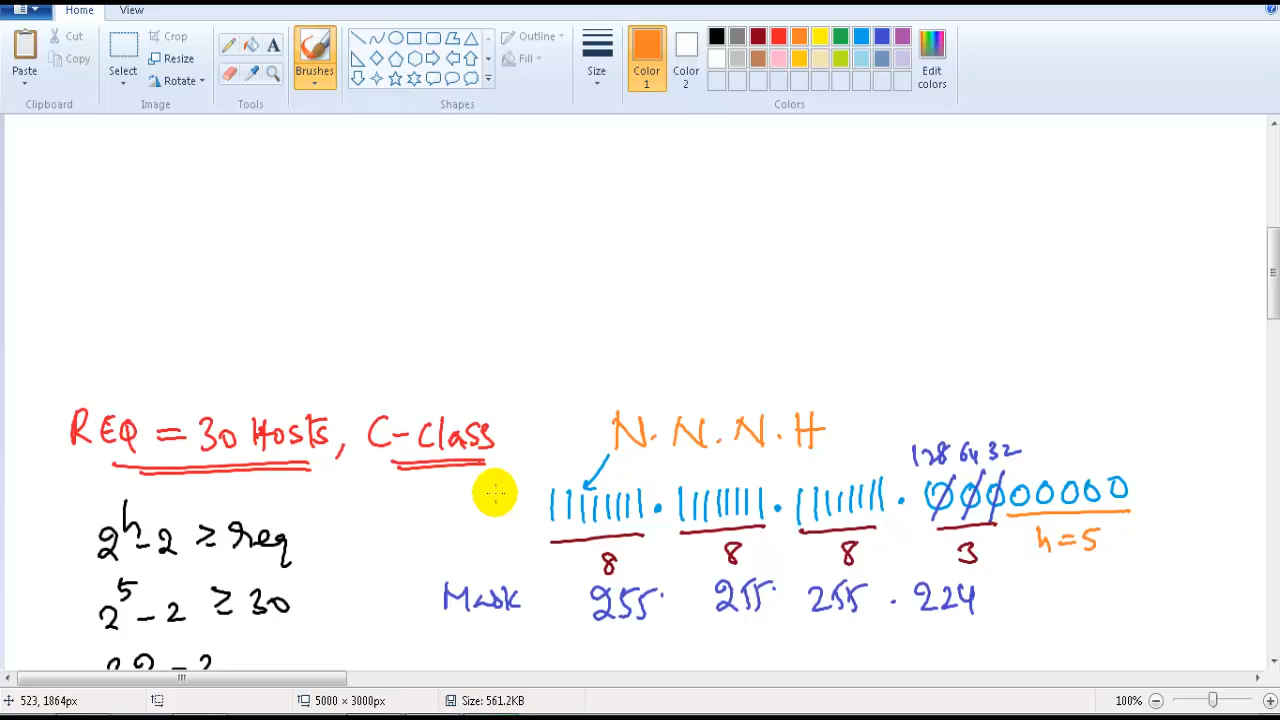 Home View
Cut
Copy
Paste
Clipboard
Select
Crop
Resize
Rotate
Image
Tools
Brushes
Shapes
Outline
Fill
Size
Color 1
Color 2
Edit colors
Colors
REQ = 30 Hosts, C-Class
N. N. N. H
128 64 32
11111111 . 11111111 . 11111111 . 00000000
8 8 8 3 h=5
2^h - 2 ≥ req
Mask 255. 255. 255. 224
2^5 - 2 ≥ 30
523, 1864px 5000 × 3000px Size: 561.2KB 100%